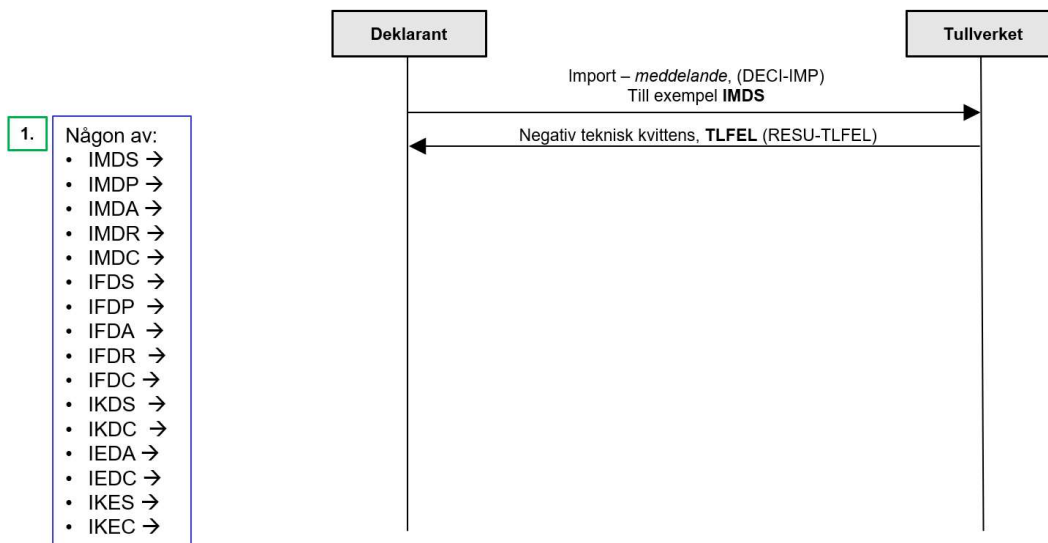 Deklarant
Tullverket
Import – meddelande, (DECI-IMP)
Till exempel IMDS
Negativ teknisk kvittens, TLFEL (RESU-TLFEL)
1.
Någon av:
• IMDS →
• IMDP →
• IMDA →
• IMDR →
• IMDC →
• IFDS →
• IFDP →
• IFDA →
• IFDR →
• IFDC →
• IKDS →
• IKDC →
• IEDA →
• IEDC →
• IKES →
• IKEC →